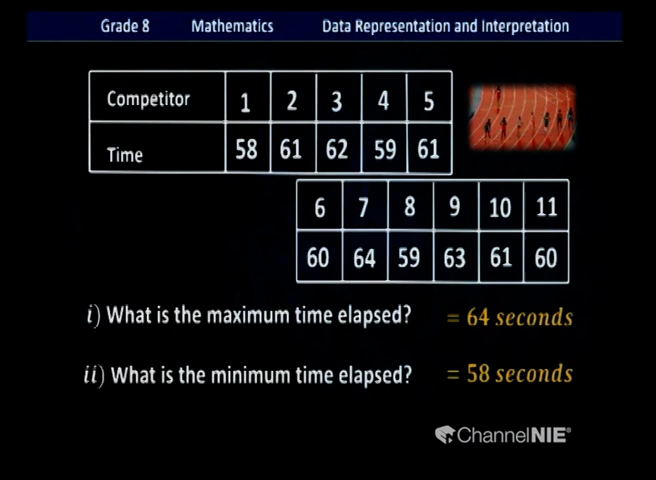 Grade 8 Mathematics Data Representation and Interpretation
Competitor 1 2 3 4 5
Time 58 61 62 59 61
6 7 8 9 10 11
60 64 59 63 61 60
i) What is the maximum time elapsed? = 64 seconds
ii) What is the minimum time elapsed? = 58 seconds
ChannelNIE®